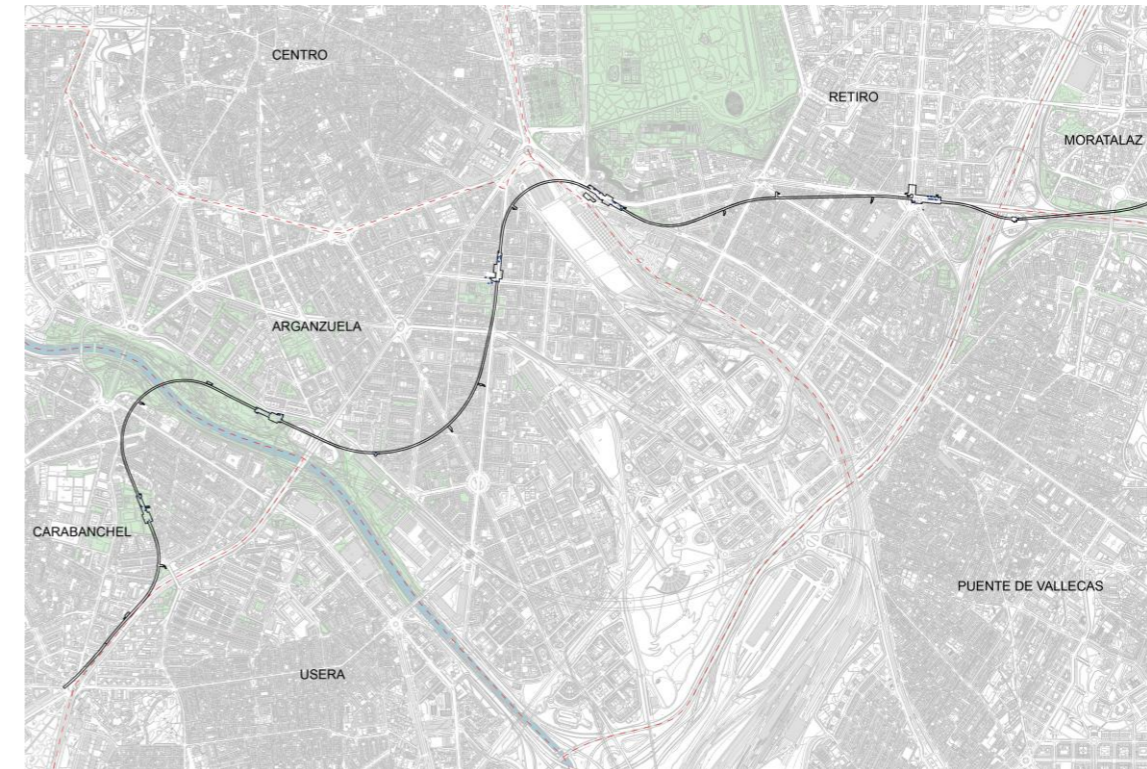 CENTRO
RETIRO
MORATALAZ
ARGANZUELA
CARABANCHEL
PUENTE DE VALLECAS
USERA